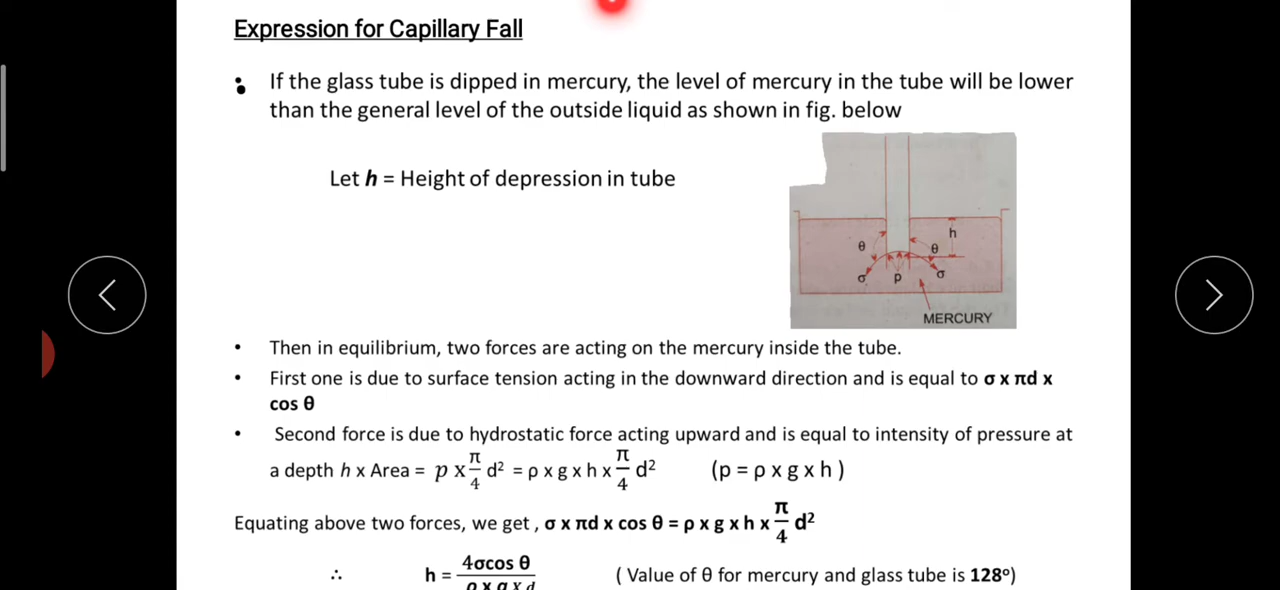 Expression for Capillary Fall
If the glass tube is dipped in mercury, the level of mercury in the tube will be lower
than the general level of the outside liquid as shown in fig. below
Let h = Height of depression in tube
h
θ
θ
σ
p
σ
MERCURY
• Then in equilibrium, two forces are acting on the mercury inside the tube.
• First one is due to surface tension acting in the downward direction and is equal to σ x πd x
cos θ
• Second force is due to hydrostatic force acting upward and is equal to intensity of pressure at
a depth h x Area = p x π/4 d² = ρ x g x h x π/4 d² (p = ρ x g x h )
Equating above two forces, we get , σ x πd x cos θ = ρ x g x h x π/4 d²
∴ h = 4σcos θ / ρ x g x d ( Value of θ for mercury and glass tube is 128⁰)